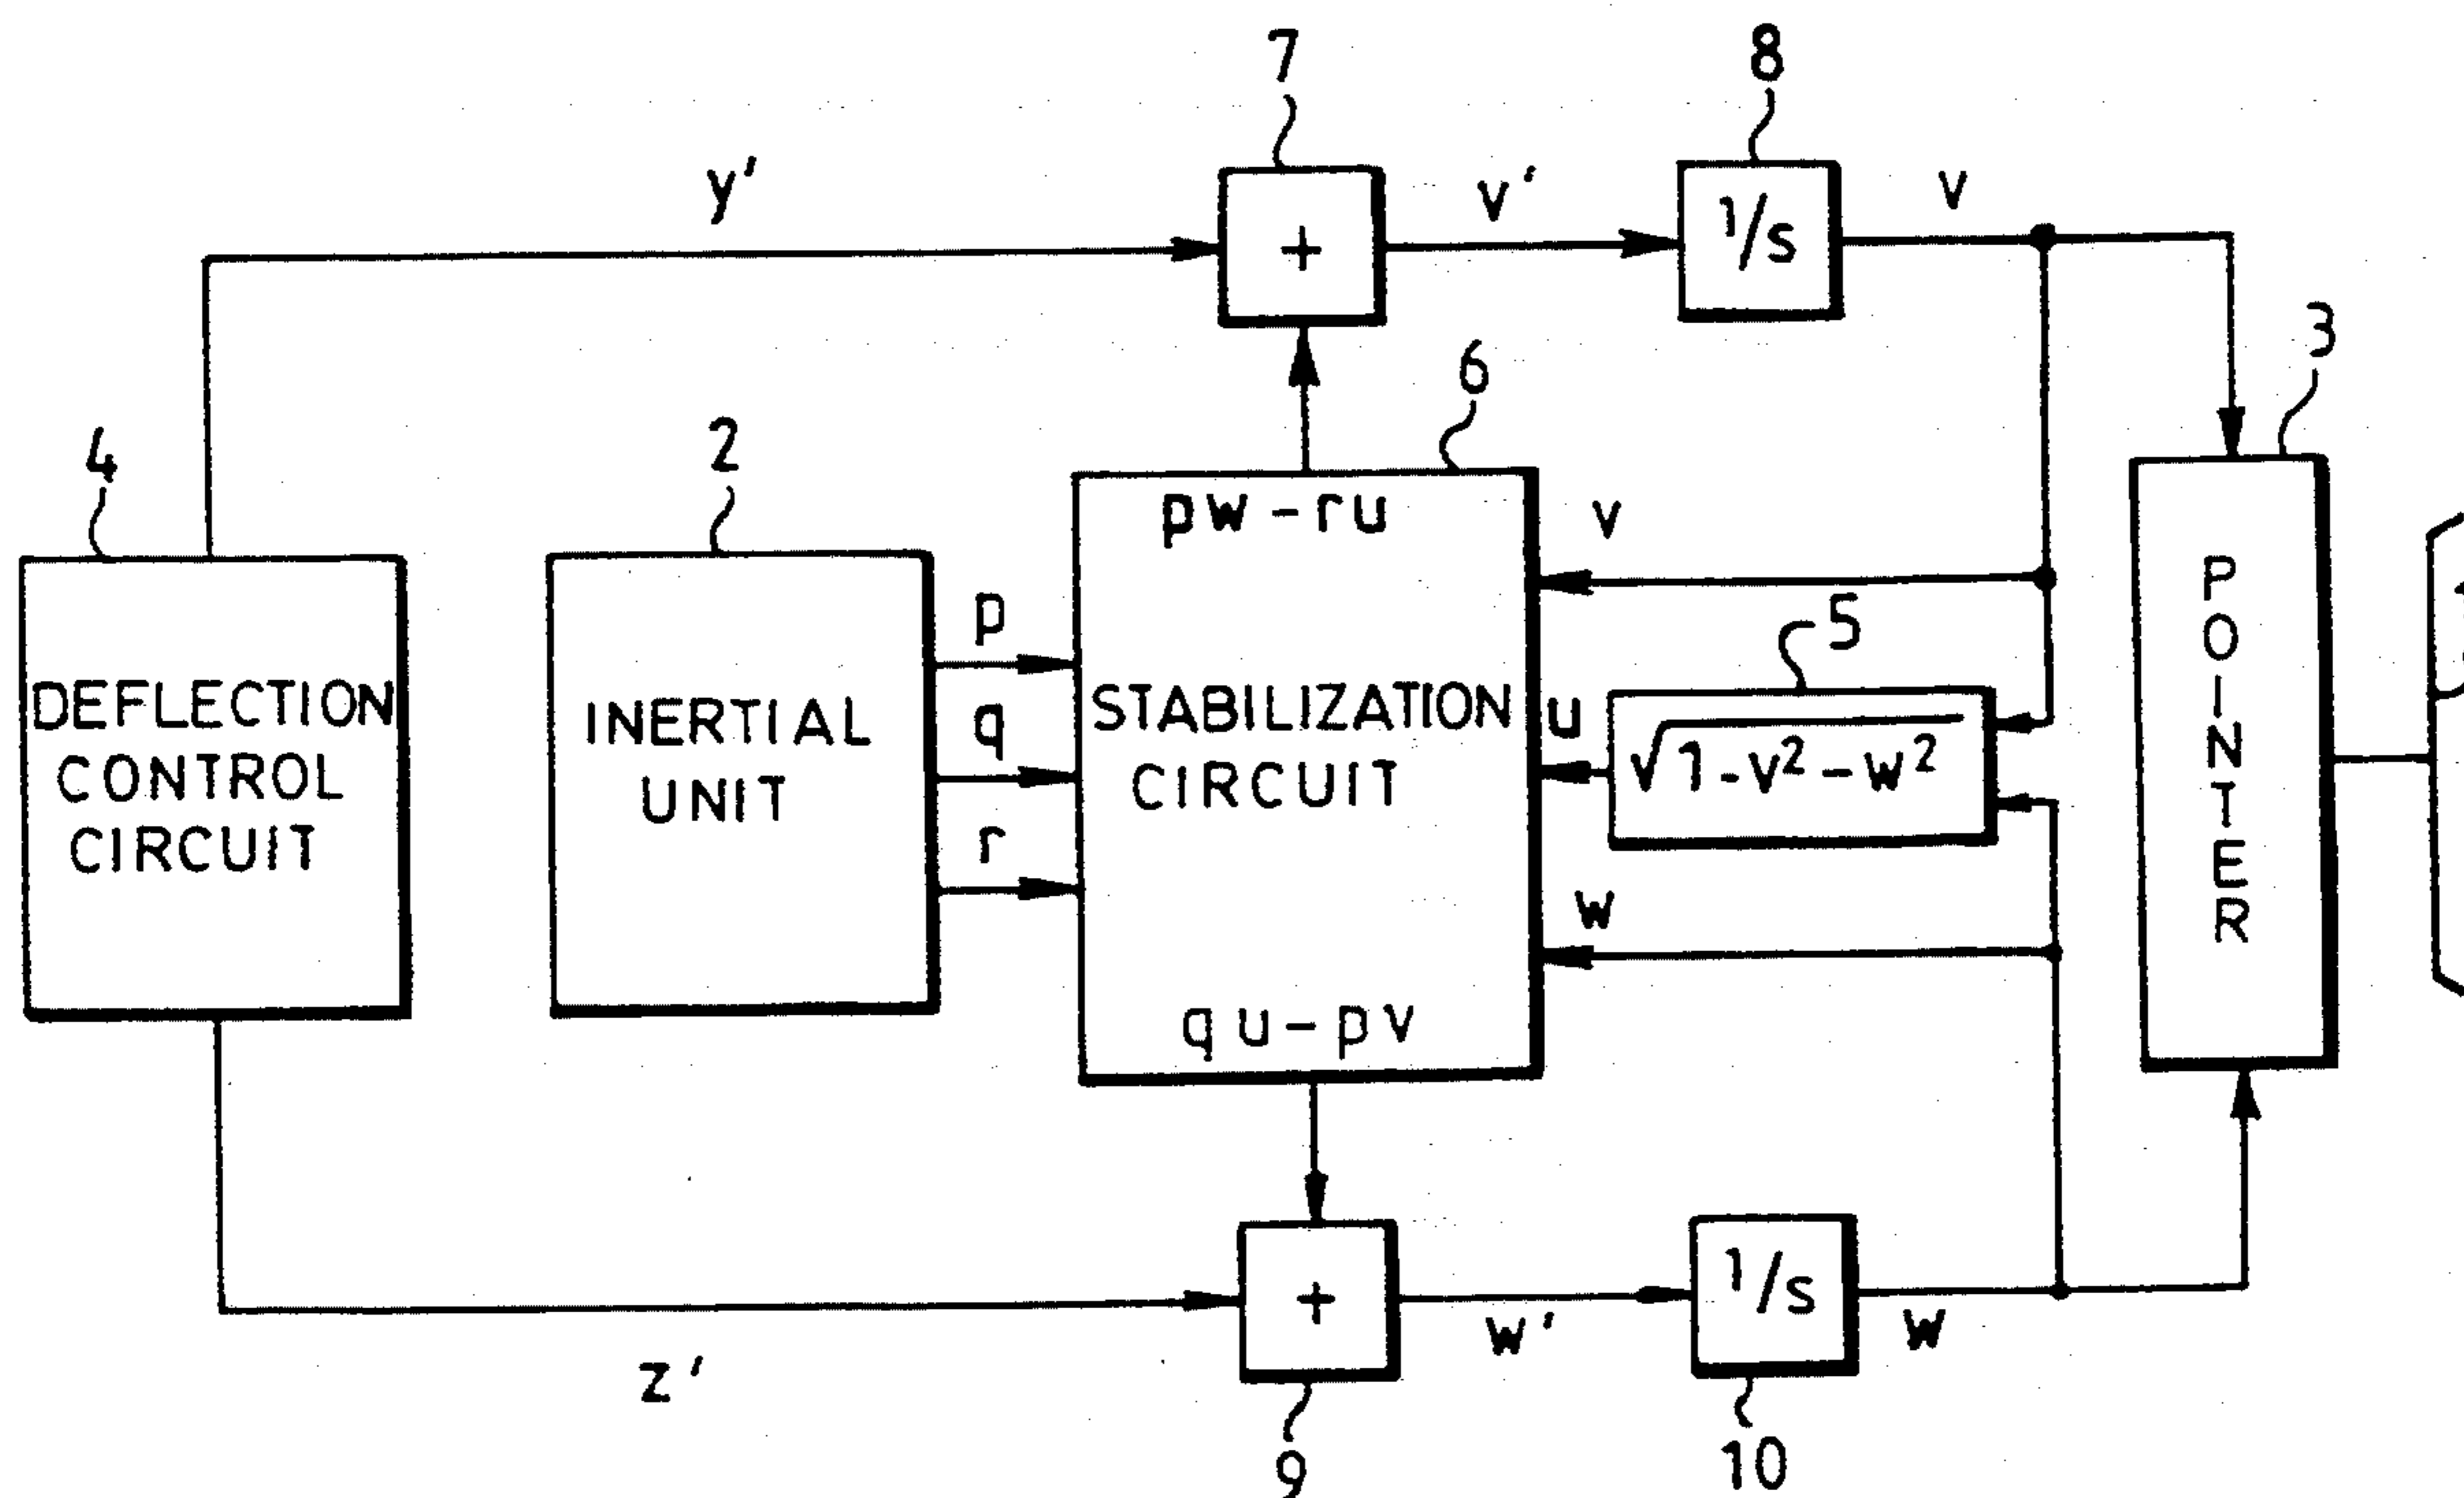 7
8
y'
+
v'
1/s
v
3
6
2
4
pw-ru
v
p
5
DEFLECTION
CONTROL
CIRCUIT
INERTIAL
UNIT
q
r
STABILIZATION
CIRCUIT
u
√1-v²-w²
POINTER
w
qu-pv
z'
+
w'
1/s
w
9
10